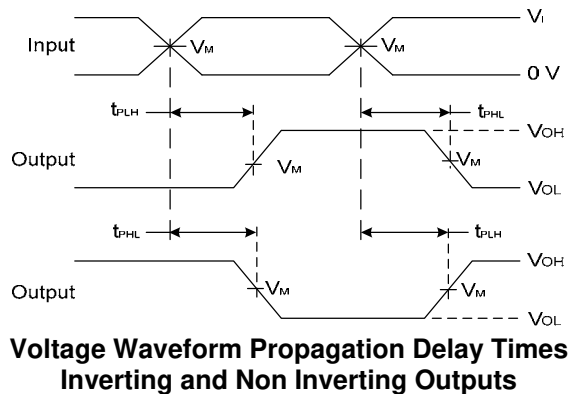 VI
Input
VM
VM
0 V
tPLH
tPHL
VOH
Output
VM
VM
VOL
tPHL
tPLH
VOH
Output
VM
VM
VOL
Voltage Waveform Propagation Delay Times
Inverting and Non Inverting Outputs